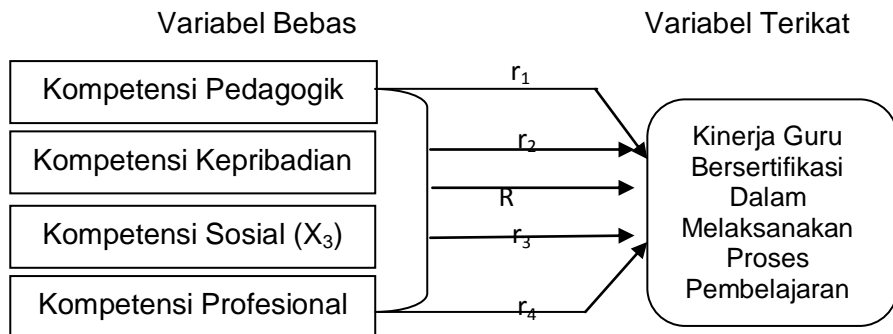 Variabel Bebas
Variabel Terikat
Kompetensi Pedagogik
Kompetensi Kepribadian
Kompetensi Sosial (X₃)
Kompetensi Profesional
r₁
r₂
R
r₃
r₄
Kinerja Guru
Bersertifikasi
Dalam
Melaksanakan
Proses
Pembelajaran